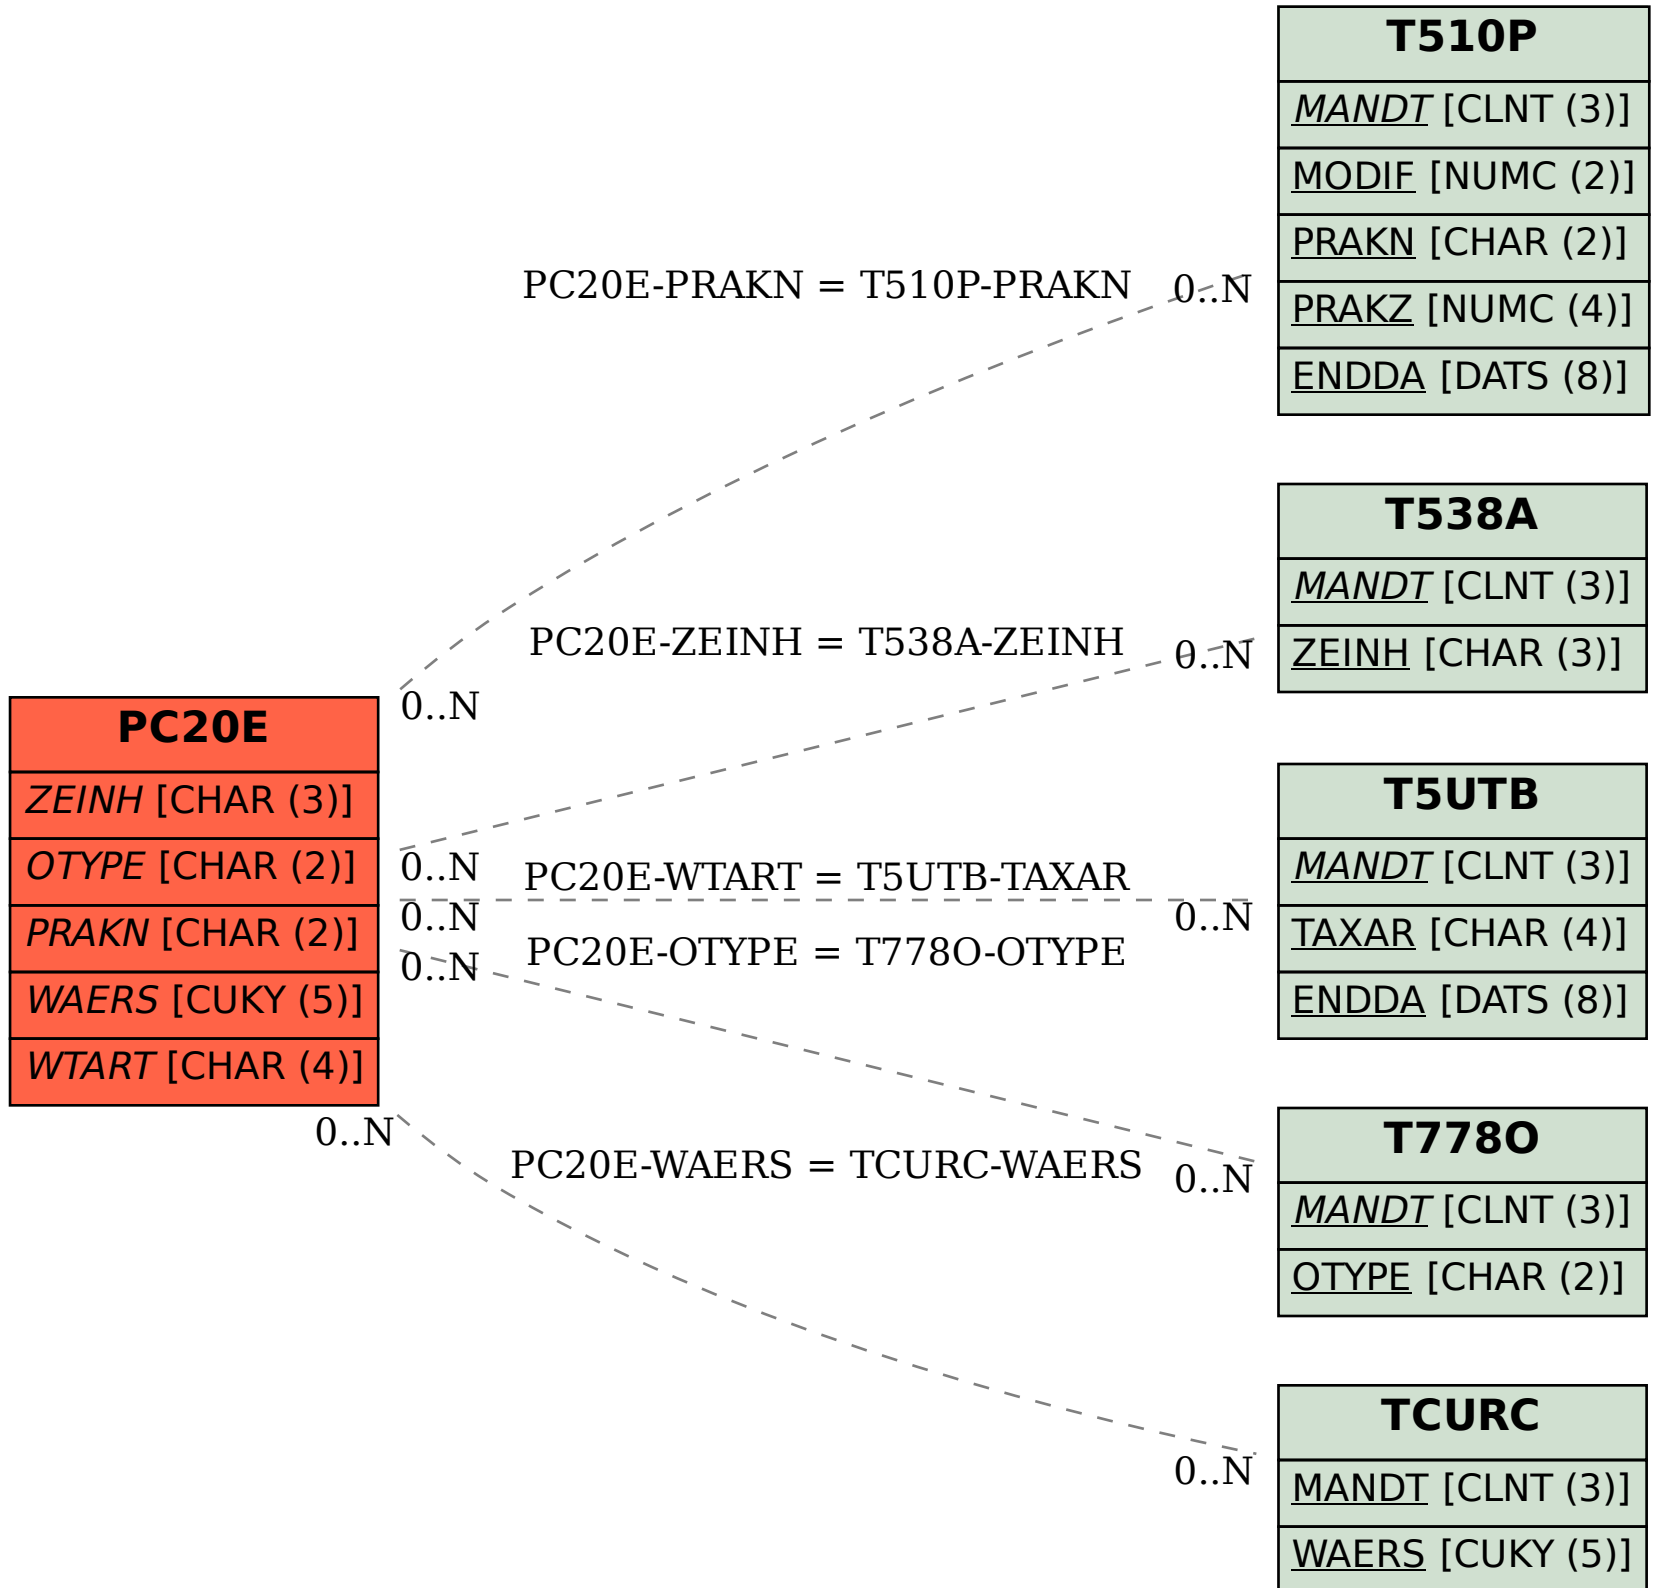 T510P
MANDT [CLNT (3)]
MODIF [NUMC (2)]
PRAKN [CHAR (2)]
PRAKZ [NUMC (4)]
ENDDA [DATS (8)]
PC20E-PRAKN = T510P-PRAKN
0..N
0..N
T538A
MANDT [CLNT (3)]
ZEINH [CHAR (3)]
PC20E-ZEINH = T538A-ZEINH
0..N
0..N
PC20E
ZEINH [CHAR (3)]
OTYPE [CHAR (2)]
PRAKN [CHAR (2)]
WAERS [CUKY (5)]
WTART [CHAR (4)]
T5UTB
MANDT [CLNT (3)]
TAXAR [CHAR (4)]
ENDDA [DATS (8)]
PC20E-WTART = T5UTB-TAXAR
0..N
0..N
PC20E-OTYPE = T778O-OTYPE
0..N
0..N
T778O
MANDT [CLNT (3)]
OTYPE [CHAR (2)]
PC20E-WAERS = TCURC-WAERS
0..N
0..N
TCURC
MANDT [CLNT (3)]
WAERS [CUKY (5)]